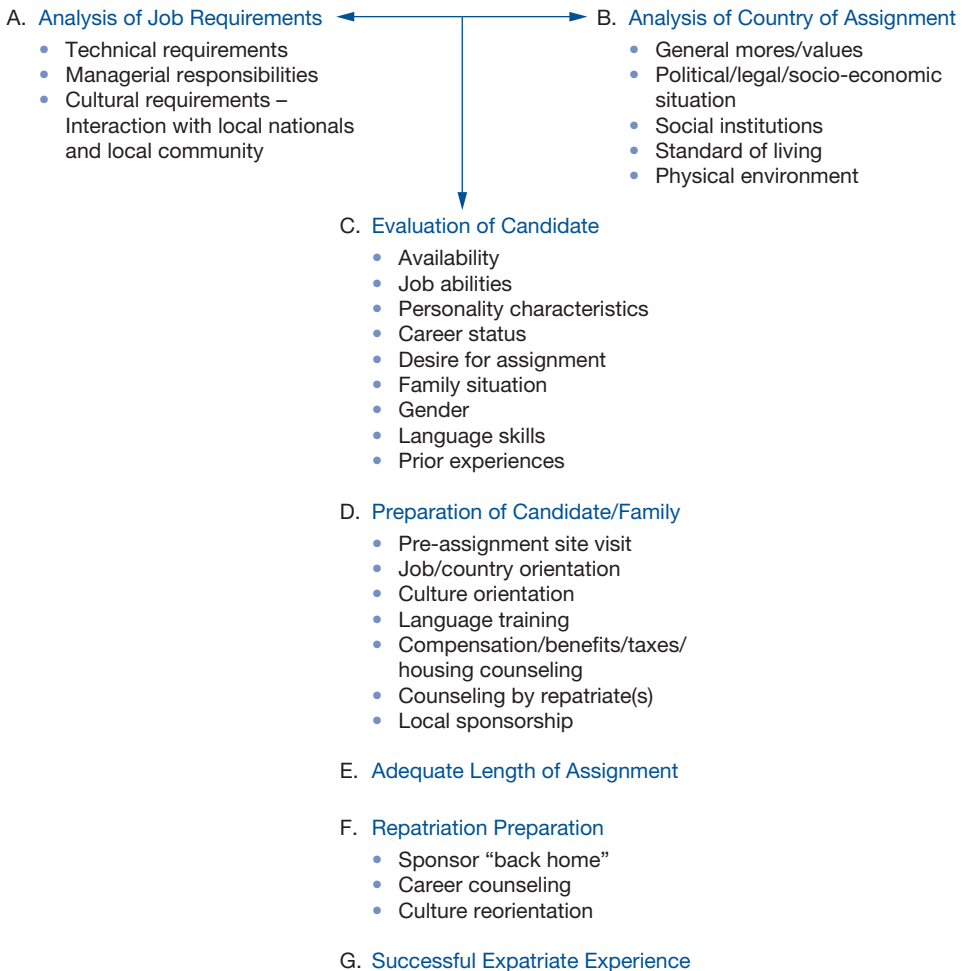 A. Analysis of Job Requirements
• Technical requirements
• Managerial responsibilities
• Cultural requirements –
Interaction with local nationals
and local community
B. Analysis of Country of Assignment
• General mores/values
• Political/legal/socio-economic
situation
• Social institutions
• Standard of living
• Physical environment
C. Evaluation of Candidate
• Availability
• Job abilities
• Personality characteristics
• Career status
• Desire for assignment
• Family situation
• Gender
• Language skills
• Prior experiences
D. Preparation of Candidate/Family
• Pre-assignment site visit
• Job/country orientation
• Culture orientation
• Language training
• Compensation/benefits/taxes/
housing counseling
• Counseling by repatriate(s)
• Local sponsorship
E. Adequate Length of Assignment
F. Repatriation Preparation
• Sponsor “back home”
• Career counseling
• Culture reorientation
G. Successful Expatriate Experience